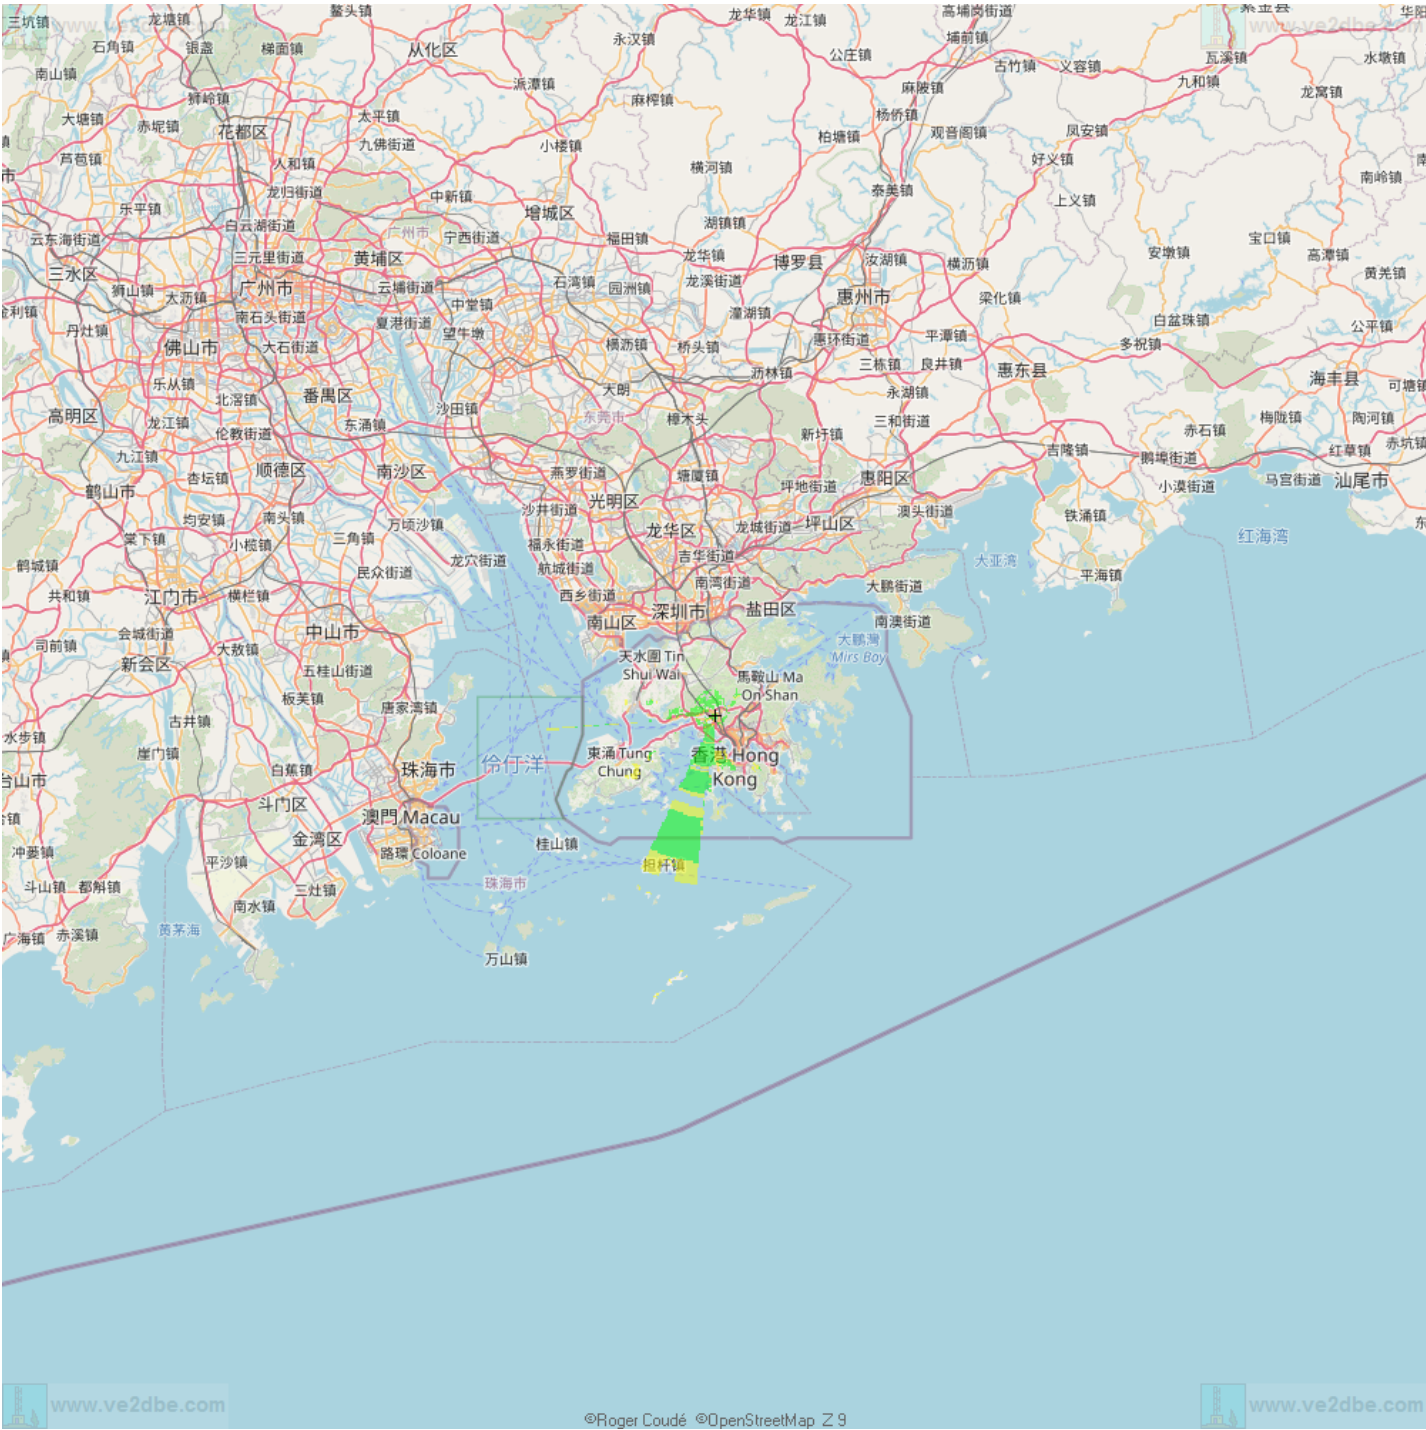 三坑镇
龙塘镇
www.ve2dbe.com
鳌头镇
龙华镇
龙江镇
高埔岗街道
紫金县
www.ve2dbe.com
石角镇
银盏
梯面镇
从化区
永汉镇
公庄镇
埔前镇
古竹镇
义容镇
瓦溪镇
水墩镇
南山镇
狮岭镇
派潭镇
麻榨镇
麻陂镇
九和镇
龙窝镇
大塘镇
赤坭镇
花都区
太平镇
九佛街道
小楼镇
杨侨镇
柏塘镇
观音阁镇
凤安镇
芦苞镇
人和镇
横河镇
好义镇
南岭镇
龙归街道
中新镇
泰美镇
上义镇
乐平镇
白云湖街道
广州市
增城区
湖镇镇
云东海街道
宁西街道
福田镇
宝口镇
三水区
三元里街道
黄埔区
龙华镇
博罗县
汝湖镇
横沥镇
安墩镇
高潭镇
黄羌镇
狮山镇
太沥镇
广州市
云埔街道
中堂镇
石湾镇
园洲镇
龙溪街道
惠州市
梁化镇
金利镇
丹灶镇
南石头街道
夏港街道
望牛墩
潼湖镇
白盆珠镇
公平镇
佛山市
大石街道
横沥镇
桥头镇
惠环街道
平潭镇
多祝镇
乐从镇
番禺区
大朗
沥林镇
三栋镇
良井镇
惠东县
海丰县
可塘镇
高明区
北滘镇
沙田镇
东莞市
樟木头
永湖镇
龙江镇
伦教街道
东涌镇
新圩镇
三和街道
赤石镇
梅陇镇
陶河镇
九江镇
顺德区
南沙区
燕罗街道
塘厦镇
惠阳区
吉隆镇
鹅埠街道
红草镇
赤坑镇
鹤山市
杏坛镇
光明区
坪地街道
小漠街道
马宫街道
汕尾市
均安镇
南头镇
万顷沙镇
沙井街道
龙华区
龙城街道
坪山区
澳头街道
铁涌镇
棠下镇
小榄镇
三角镇
龙穴街道
福永街道
吉华街道
大亚湾
红海湾
鹤城镇
民众街道
航城街道
南湾街道
大鹏街道
平海镇
共和镇
江门市
横栏镇
西乡街道
深圳市
盐田区
会城街道
中山市
南山区
南澳街道
司前镇
大敖镇
天水圍 Tin
Shui Wai
大鵬灣
Mirs Bay
新会区
五桂山街道
馬鞍山 Ma
On Shan
板芙镇
唐家湾镇
古井镇
水步镇
崖门镇
白蕉镇
珠海市
伶仃洋
東涌 Tung
Chung
香港 Hong
Kong
台山市
斗门区
澳門 Macau
金湾区
桂山镇
冲蒌镇
平沙镇
路環 Coloane
担杆镇
斗山镇
都斛镇
三灶镇
珠海市
南水镇
广海镇
赤溪镇
黄茅海
万山镇
www.ve2dbe.com
www.ve2dbe.com
©Roger Coudé ©OpenStreetMap Z 9